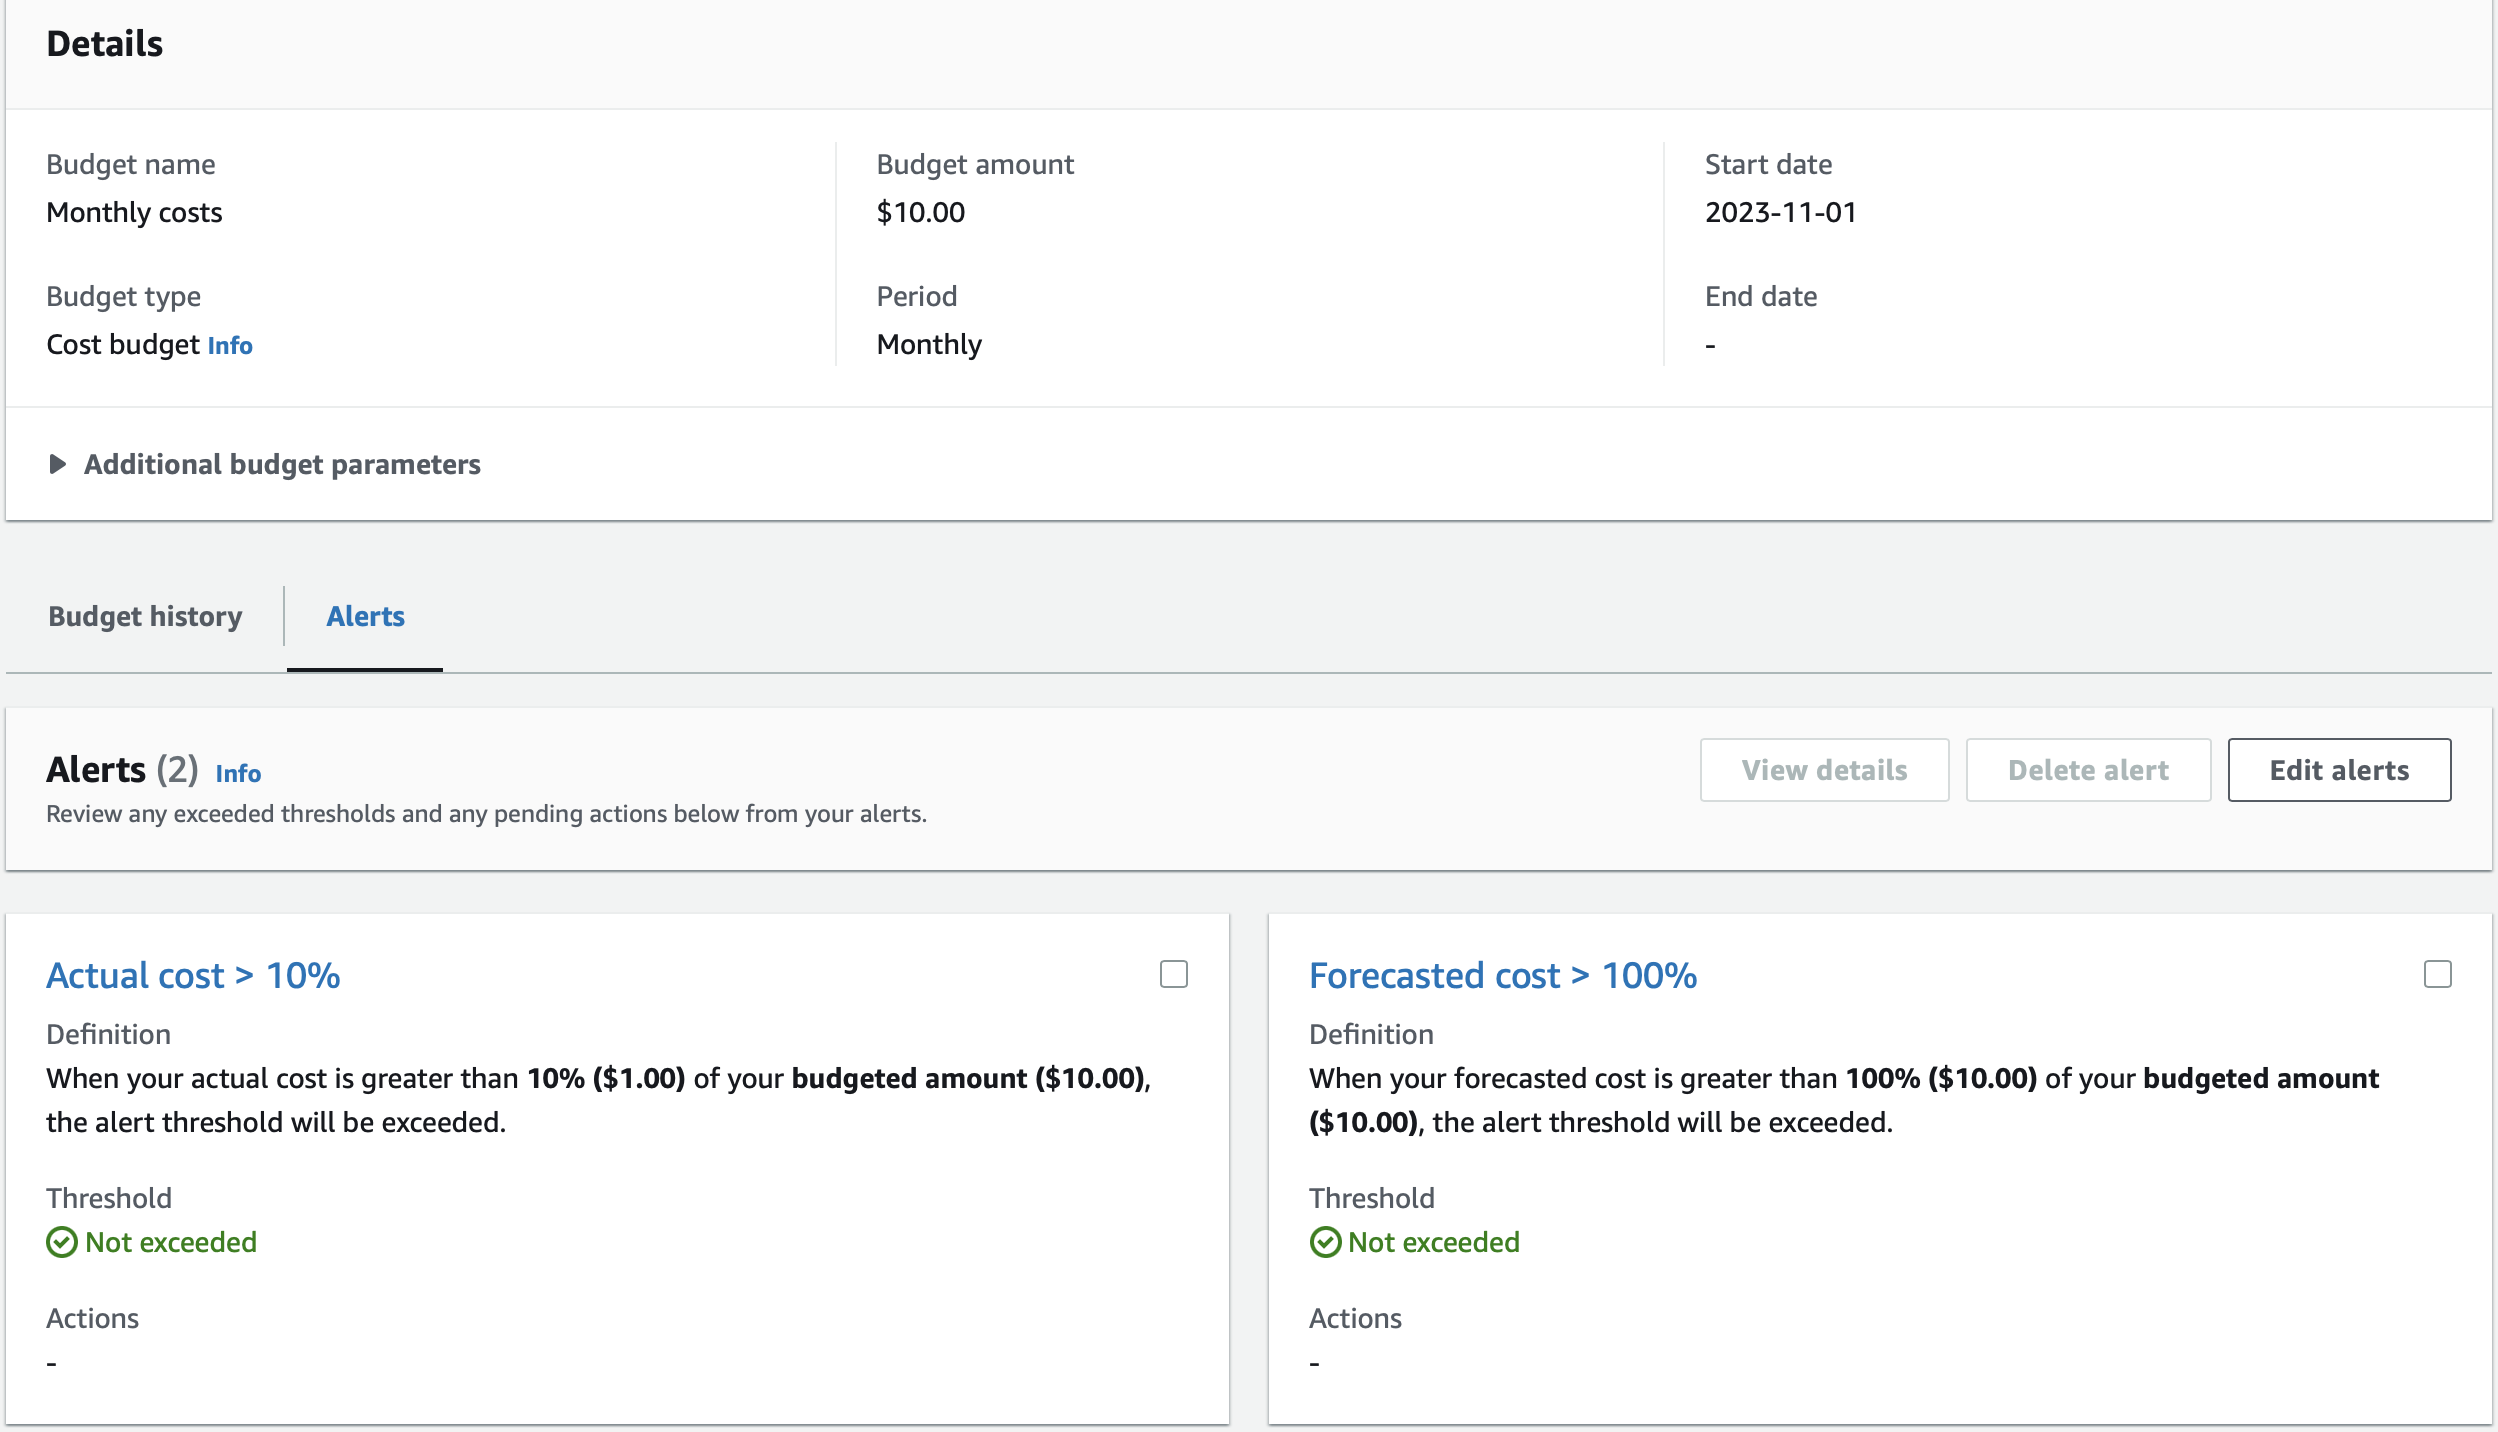 Details
Budget name
Monthly costs
Budget amount
$10.00
Start date
2023-11-01
Budget type
Cost budget Info
Period
Monthly
End date
-
Additional budget parameters
Budget history
Alerts
Alerts (2) Info
Review any exceeded thresholds and any pending actions below from your alerts.
View details
Delete alert
Edit alerts
Actual cost > 10%
Definition
When your actual cost is greater than 10% ($1.00) of your budgeted amount ($10.00),
the alert threshold will be exceeded.
Threshold
Not exceeded
Actions
-
Forecasted cost > 100%
Definition
When your forecasted cost is greater than 100% ($10.00) of your budgeted amount
($10.00), the alert threshold will be exceeded.
Threshold
Not exceeded
Actions
-